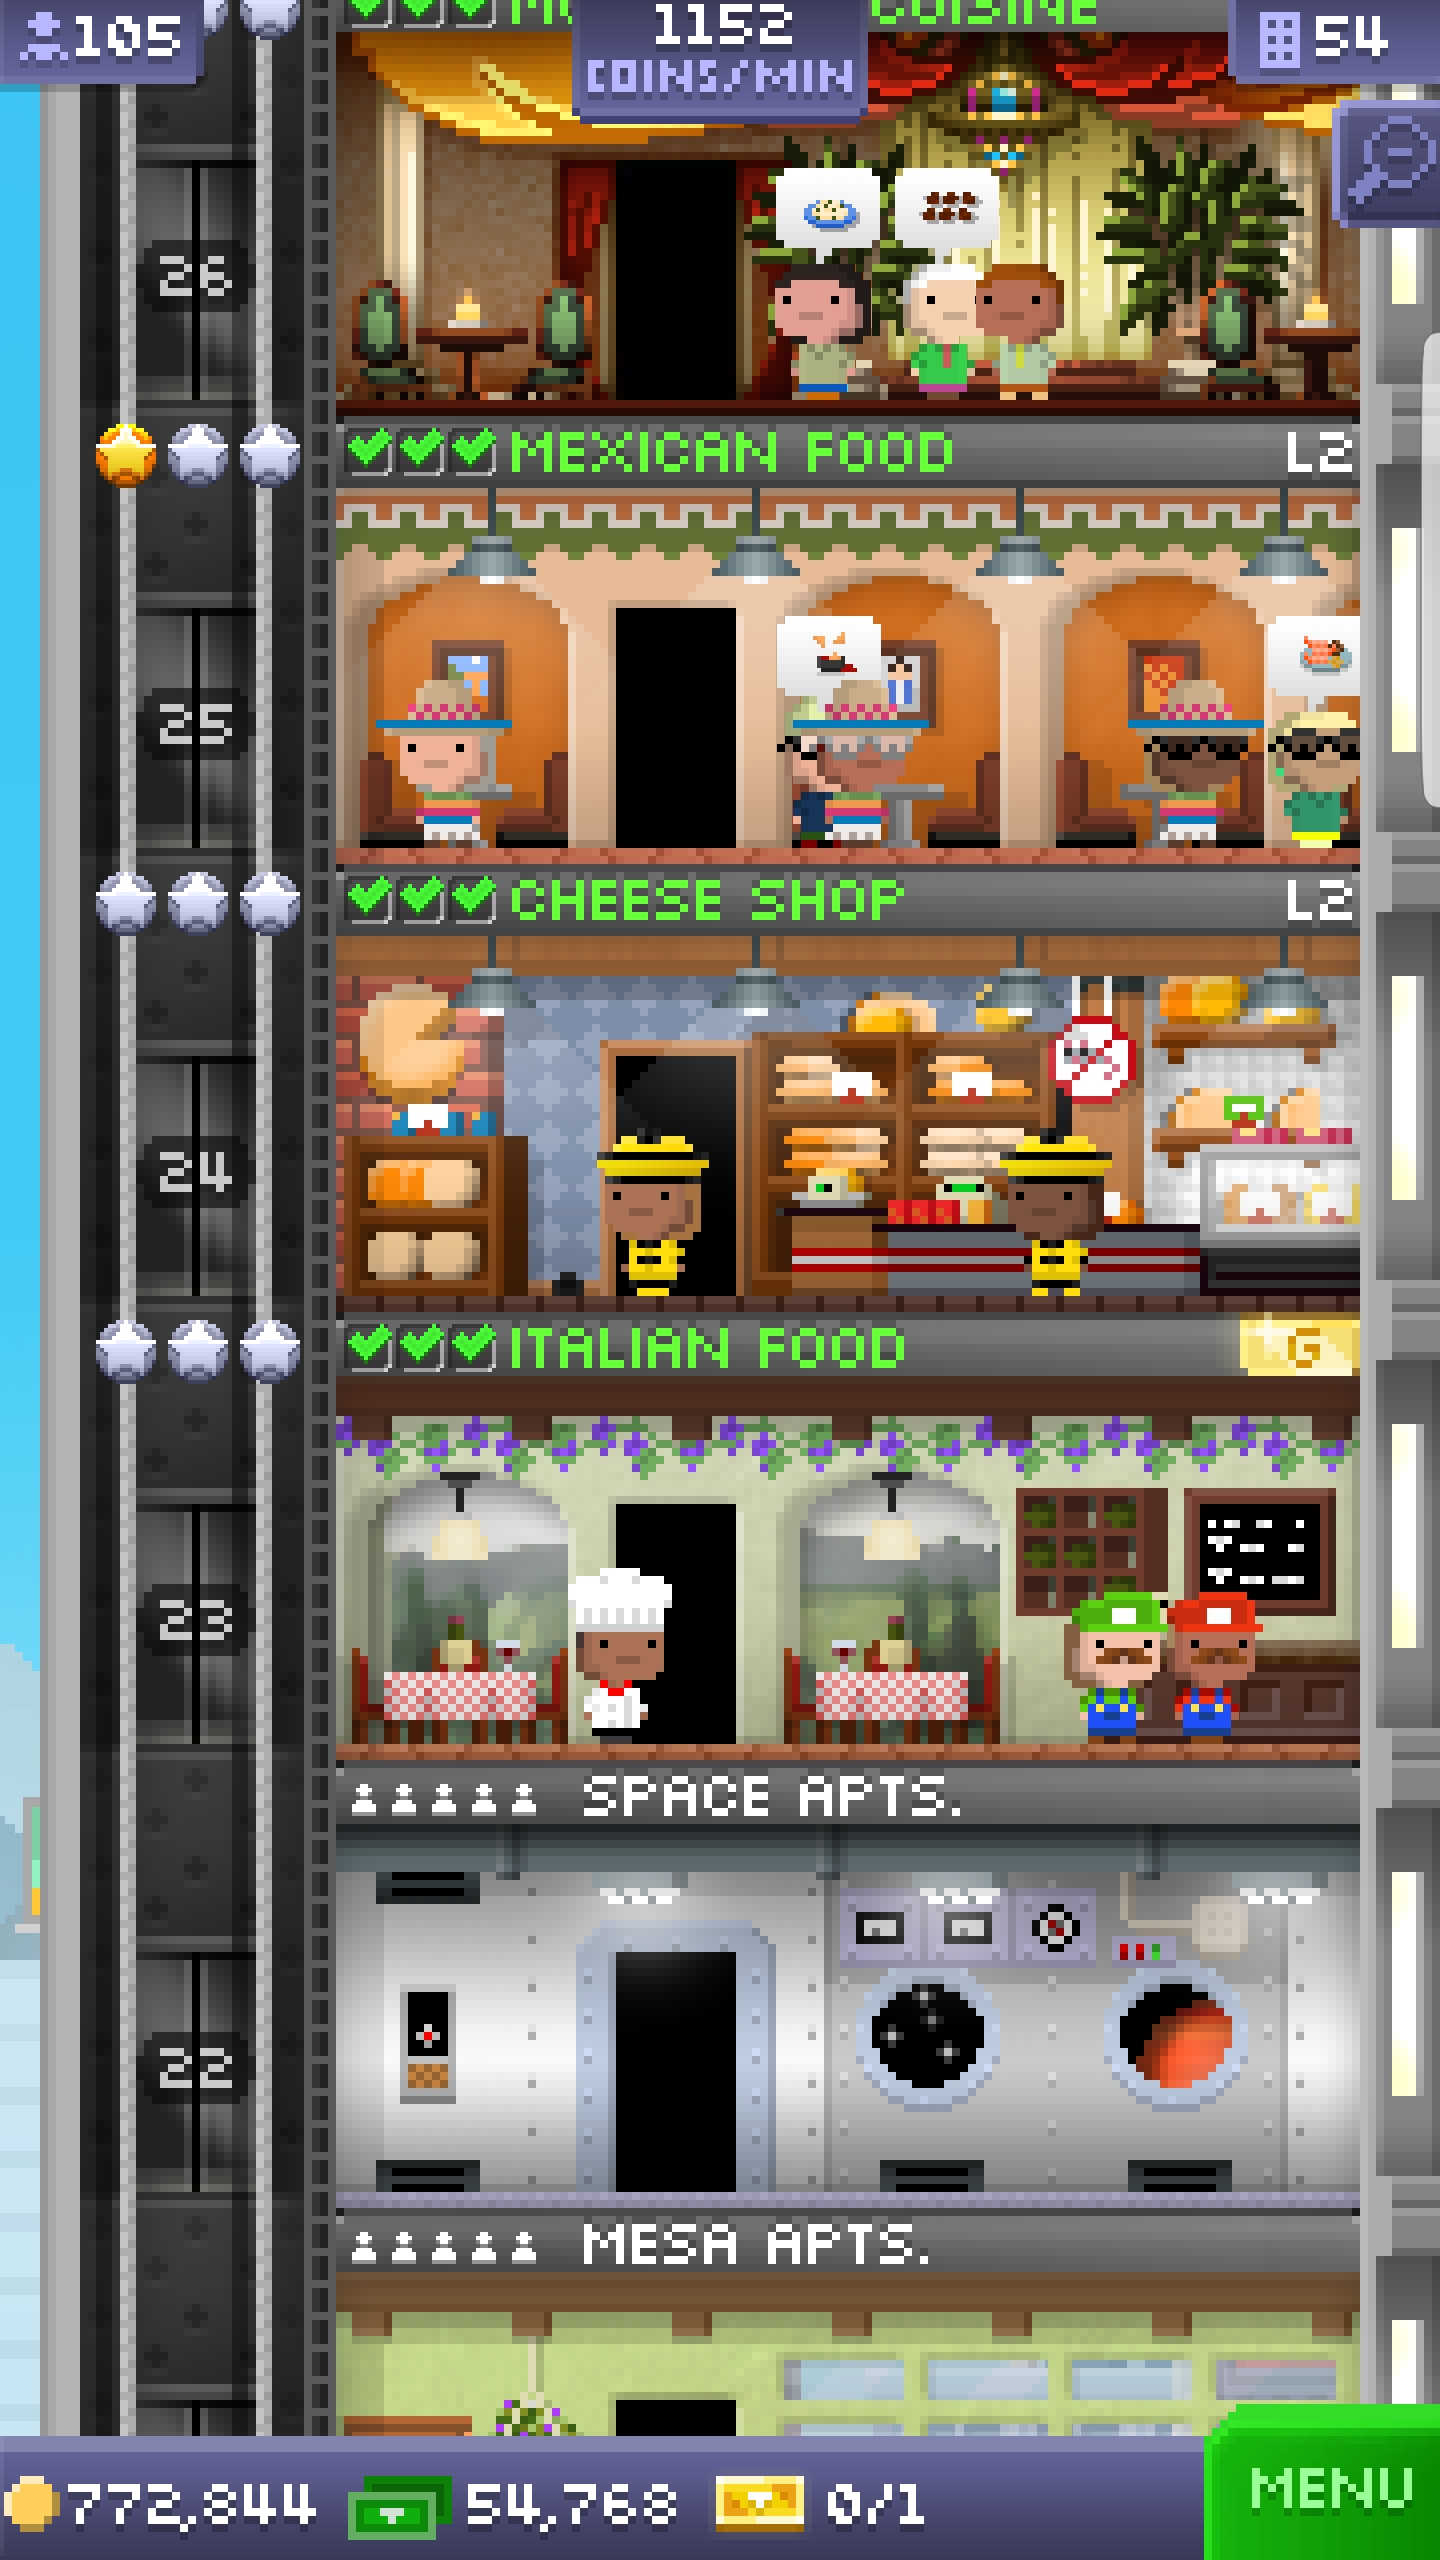 105
1152
COINS/MIN
54
CUISINE
26
MEXICAN FOOD L2
25
CHEESE SHOP L2
24
ITALIAN FOOD G
23
SPACE APTS.
22
MESA APTS.
772,844 54,768 0/1 MENU